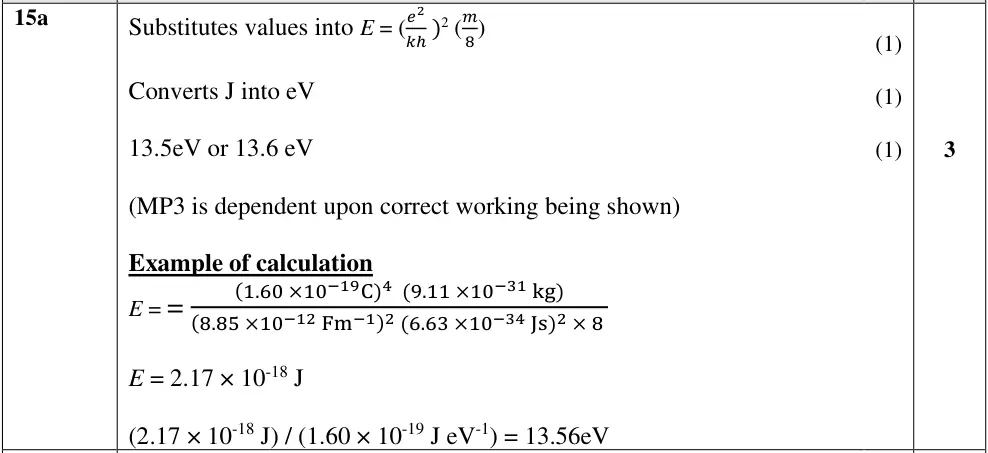 15a
Substitutes values into E = (e²/kh)² (m/8)
(1)
Converts J into eV
(1)
13.5eV or 13.6 eV
(1)
3
(MP3 is dependent upon correct working being shown)
Example of calculation
E = = (1.60 ×10⁻¹⁹C)⁴ (9.11 ×10⁻³¹ kg) / (8.85 ×10⁻¹² Fm⁻¹)² (6.63 ×10⁻³⁴ Js)² × 8
E = 2.17 × 10⁻¹⁸ J
(2.17 × 10⁻¹⁸ J) / (1.60 × 10⁻¹⁹ J eV⁻¹) = 13.56eV